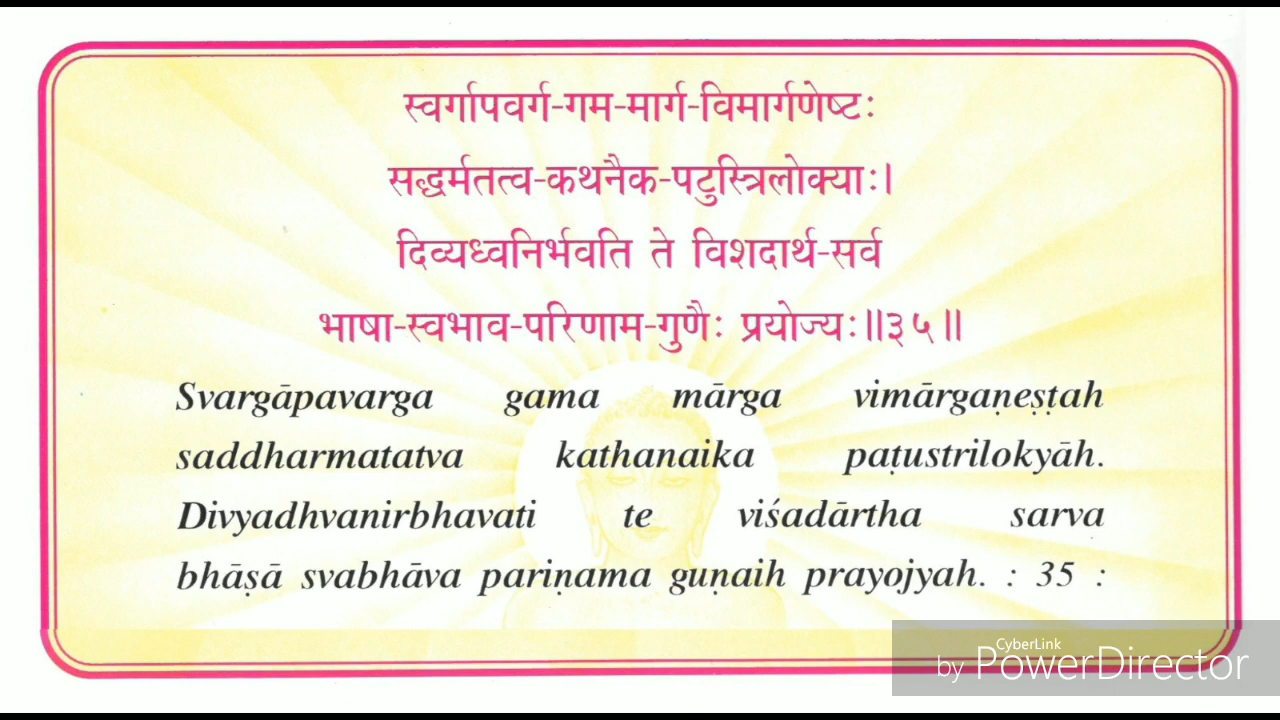 स्वर्गापवर्ग-गम-मार्ग-विमार्गणेष्टः
सद्धर्मतत्व-कथनैक-पटुस्त्रिलोक्याः।
दिव्यध्वनिर्भवति ते विशदार्थ-सर्व
भाषा-स्वभाव-परिणाम-गुणैः प्रयोज्यः॥३५॥
Svargāpavarga gama mārga vimārgaṇeṣṭah
saddharmatatva kathanaika paṭustrilokyāh.
Divyadhvanirbhavati te viśadārtha sarva
bhāṣā svabhāva pariṇama guṇaih prayojyah. : 35 :
CyberLink
by PowerDirector